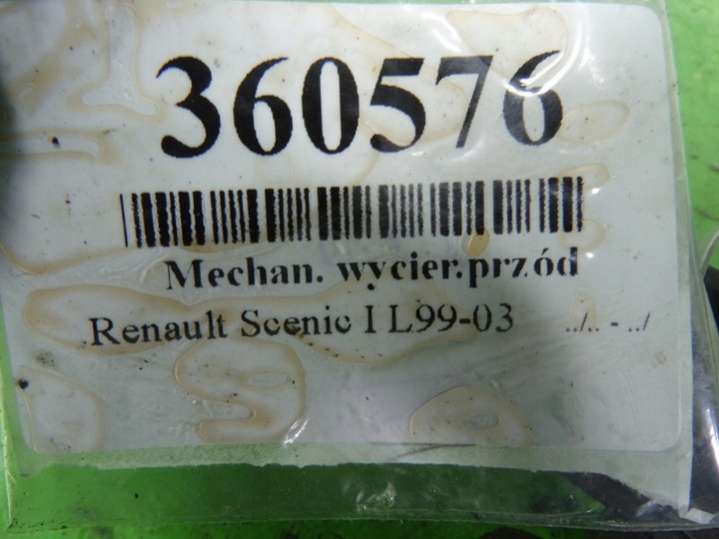 360576
Mechan. wycier.przód
Renault Scenic I L99-03 ../.. - ../